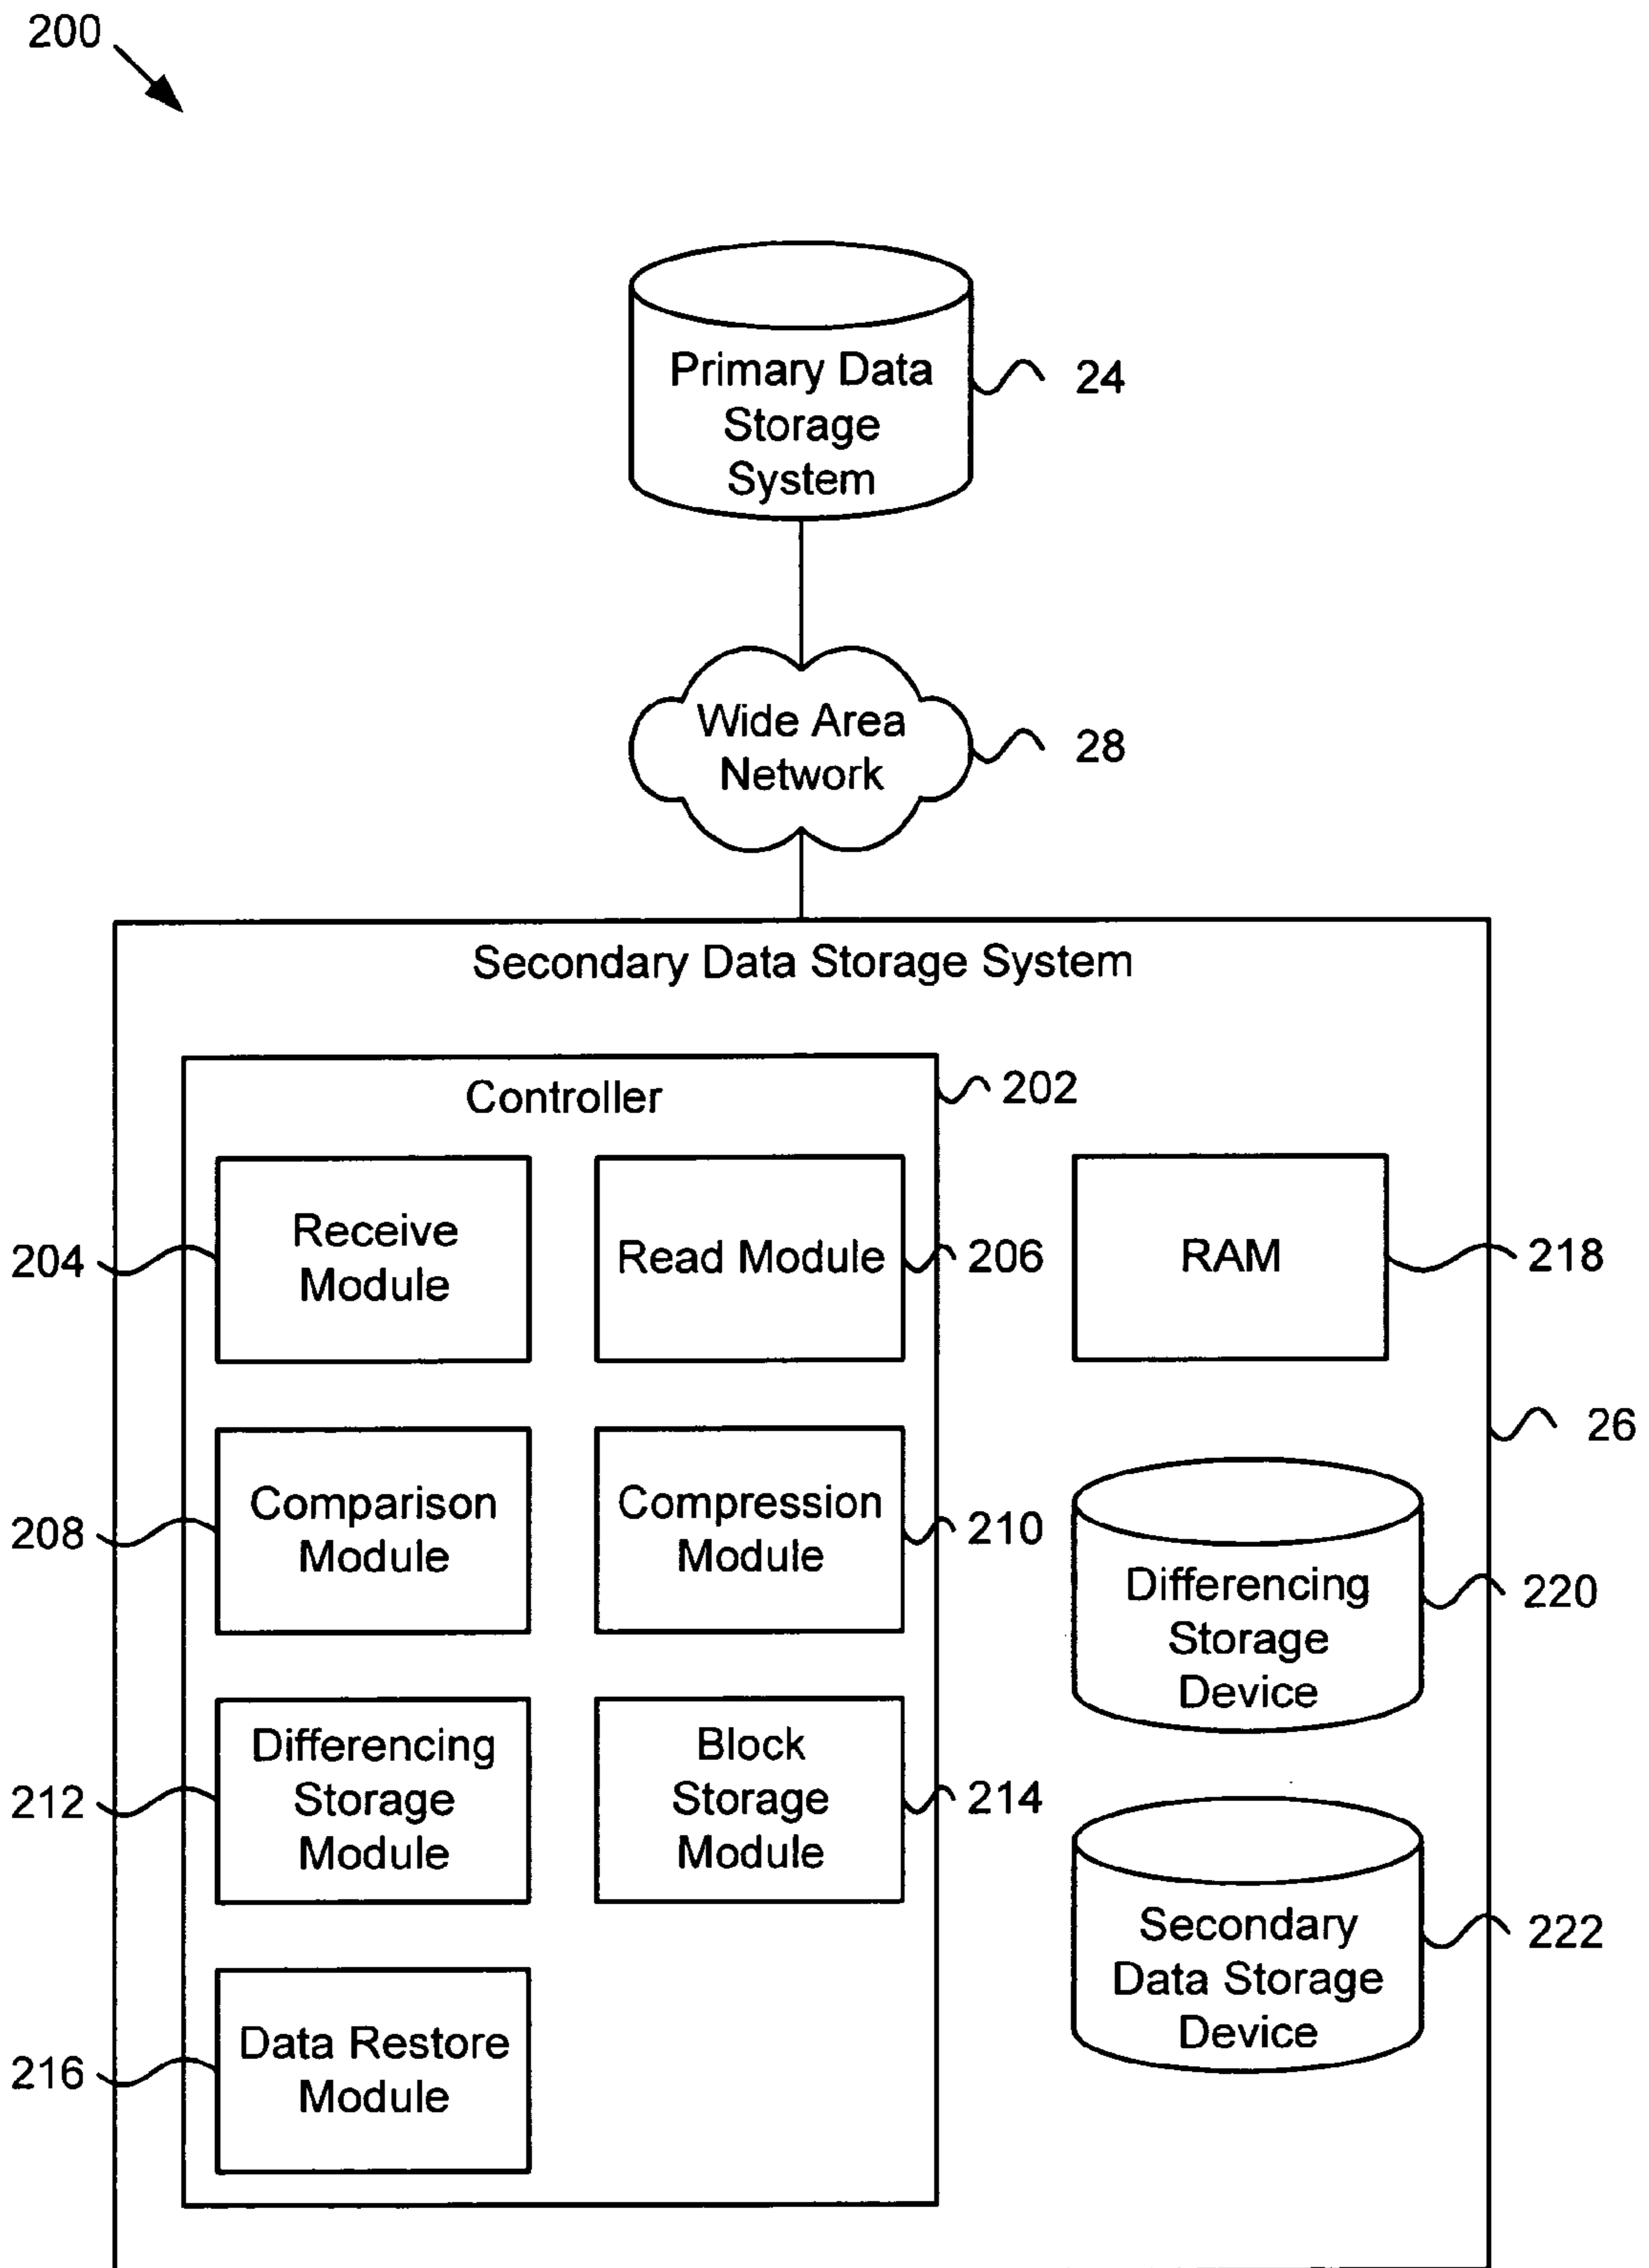 200
Primary Data
Storage
System
24
Wide Area
Network
28
Secondary Data Storage System
Controller
202
Receive
Module
204
Read Module
206
RAM
218
26
Comparison
Module
208
Compression
Module
210
Differencing
Storage
Device
220
Differencing
Storage
Module
212
Block
Storage
Module
214
Secondary
Data Storage
Device
222
Data Restore
Module
216